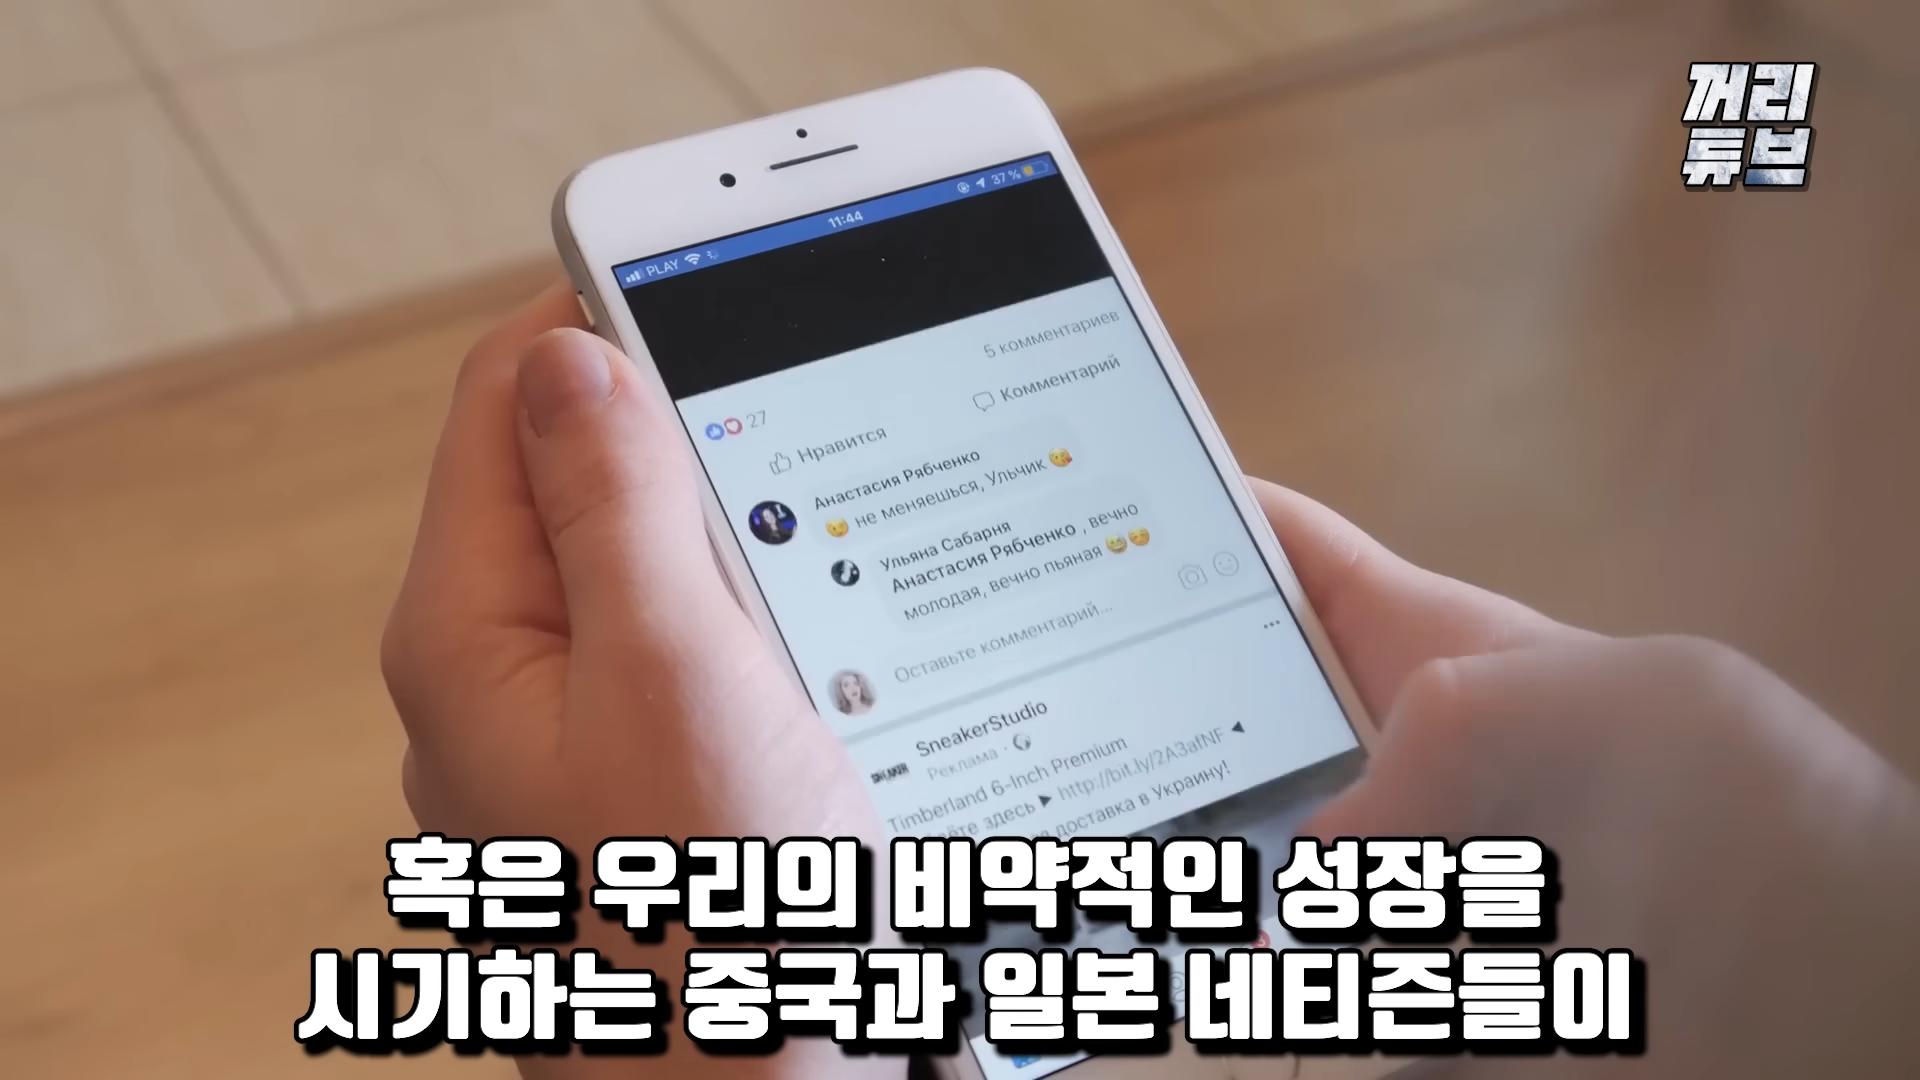 꺼리
튜브
PLAY
11:44
37 %
5 комментариев
27
Нравится
Комментарий
Анастасия Рябченко
не меняешься, Ульчик
Ульяна Сабарня
Анастасия Рябченко , вечно
молодая, вечно пьяная
Оставьте комментарий...
SneakerStudio
Реклама ·
Timberland 6-Inch Premium
здесь ► http://bit.ly/2A3afNF ◄
доставка в Украину!
혹은 우리의 비약적인 성장을
시기하는 중국과 일본 네티즌들이